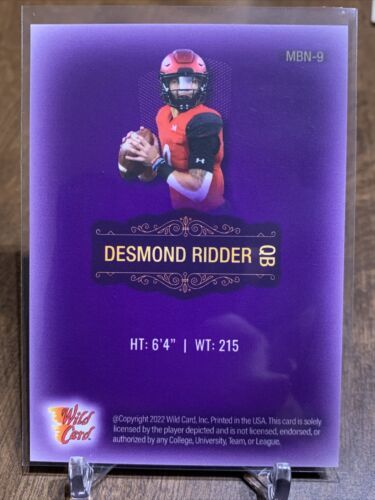 MBN-9
DESMOND RIDDER QB
HT: 6'4" | WT: 215
Wild
Card.
@Copyright 2022 Wild Card, Inc. Printed in the USA. This card is solely
licensed by the player depicted and is not licensed, endorsed, or
authorized by any College, University, Team, or League.